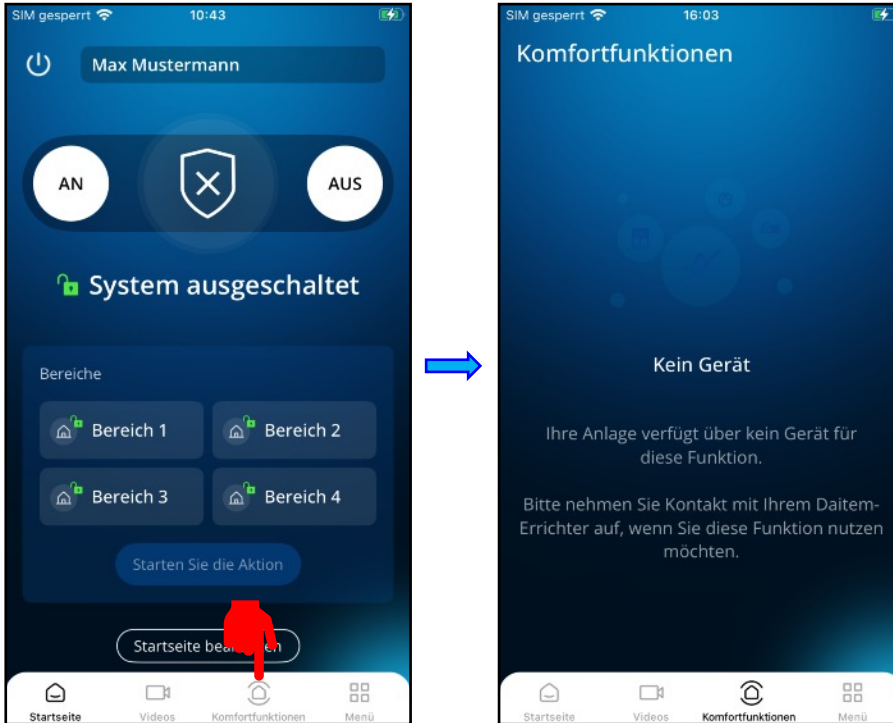 SIM gesperrt 10:43
Max Mustermann
AN AUS
System ausgeschaltet
Bereiche
Bereich 1 Bereich 2
Bereich 3 Bereich 4
Starten Sie die Aktion
Startseite
Startseite Videos Komfortfunktionen Menü
SIM gesperrt 16:03
Komfortfunktionen
Kein Gerät
Ihre Anlage verfügt über kein Gerät für
diese Funktion.
Bitte nehmen Sie Kontakt mit Ihrem Daitem-
Errichter auf, wenn Sie diese Funktion nutzen
möchten.
Startseite Videos Komfortfunktionen Menü